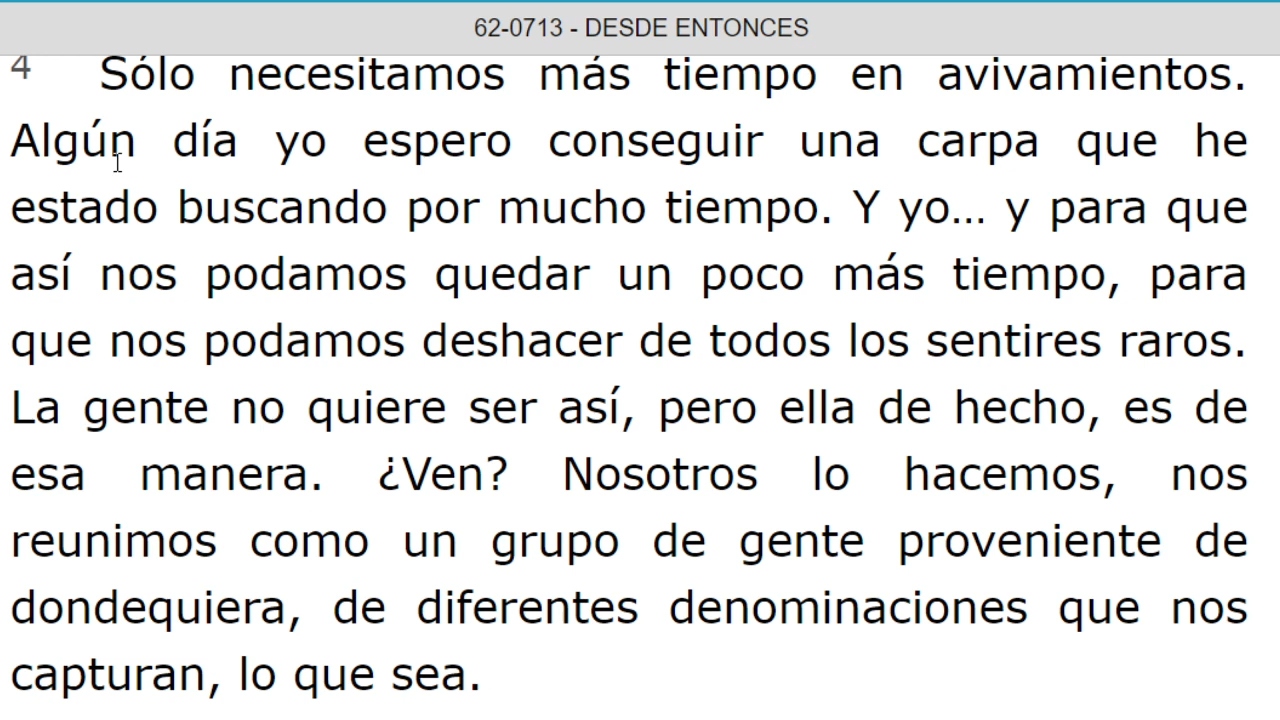 62-0713 - DESDE ENTONCES
4 Sólo necesitamos más tiempo en avivamientos.
Algún día yo espero conseguir una carpa que he
estado buscando por mucho tiempo. Y yo… y para que
así nos podamos quedar un poco más tiempo, para
que nos podamos deshacer de todos los sentires raros.
La gente no quiere ser así, pero ella de hecho, es de
esa manera. ¿Ven? Nosotros lo hacemos, nos
reunimos como un grupo de gente proveniente de
dondequiera, de diferentes denominaciones que nos
capturan, lo que sea.